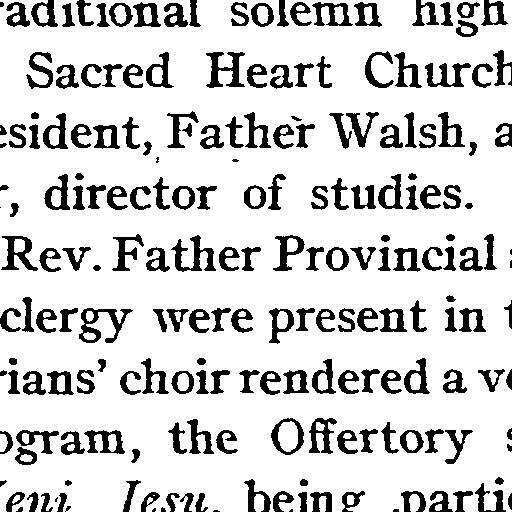 raditional solemn high
Sacred Heart Church
esident, Father Walsh, a
r, director of studies.
Rev. Father Provincial
clergy were present in t
rians' choir rendered a ve
ogram, the Offertory s
Veni Jesu, being partic